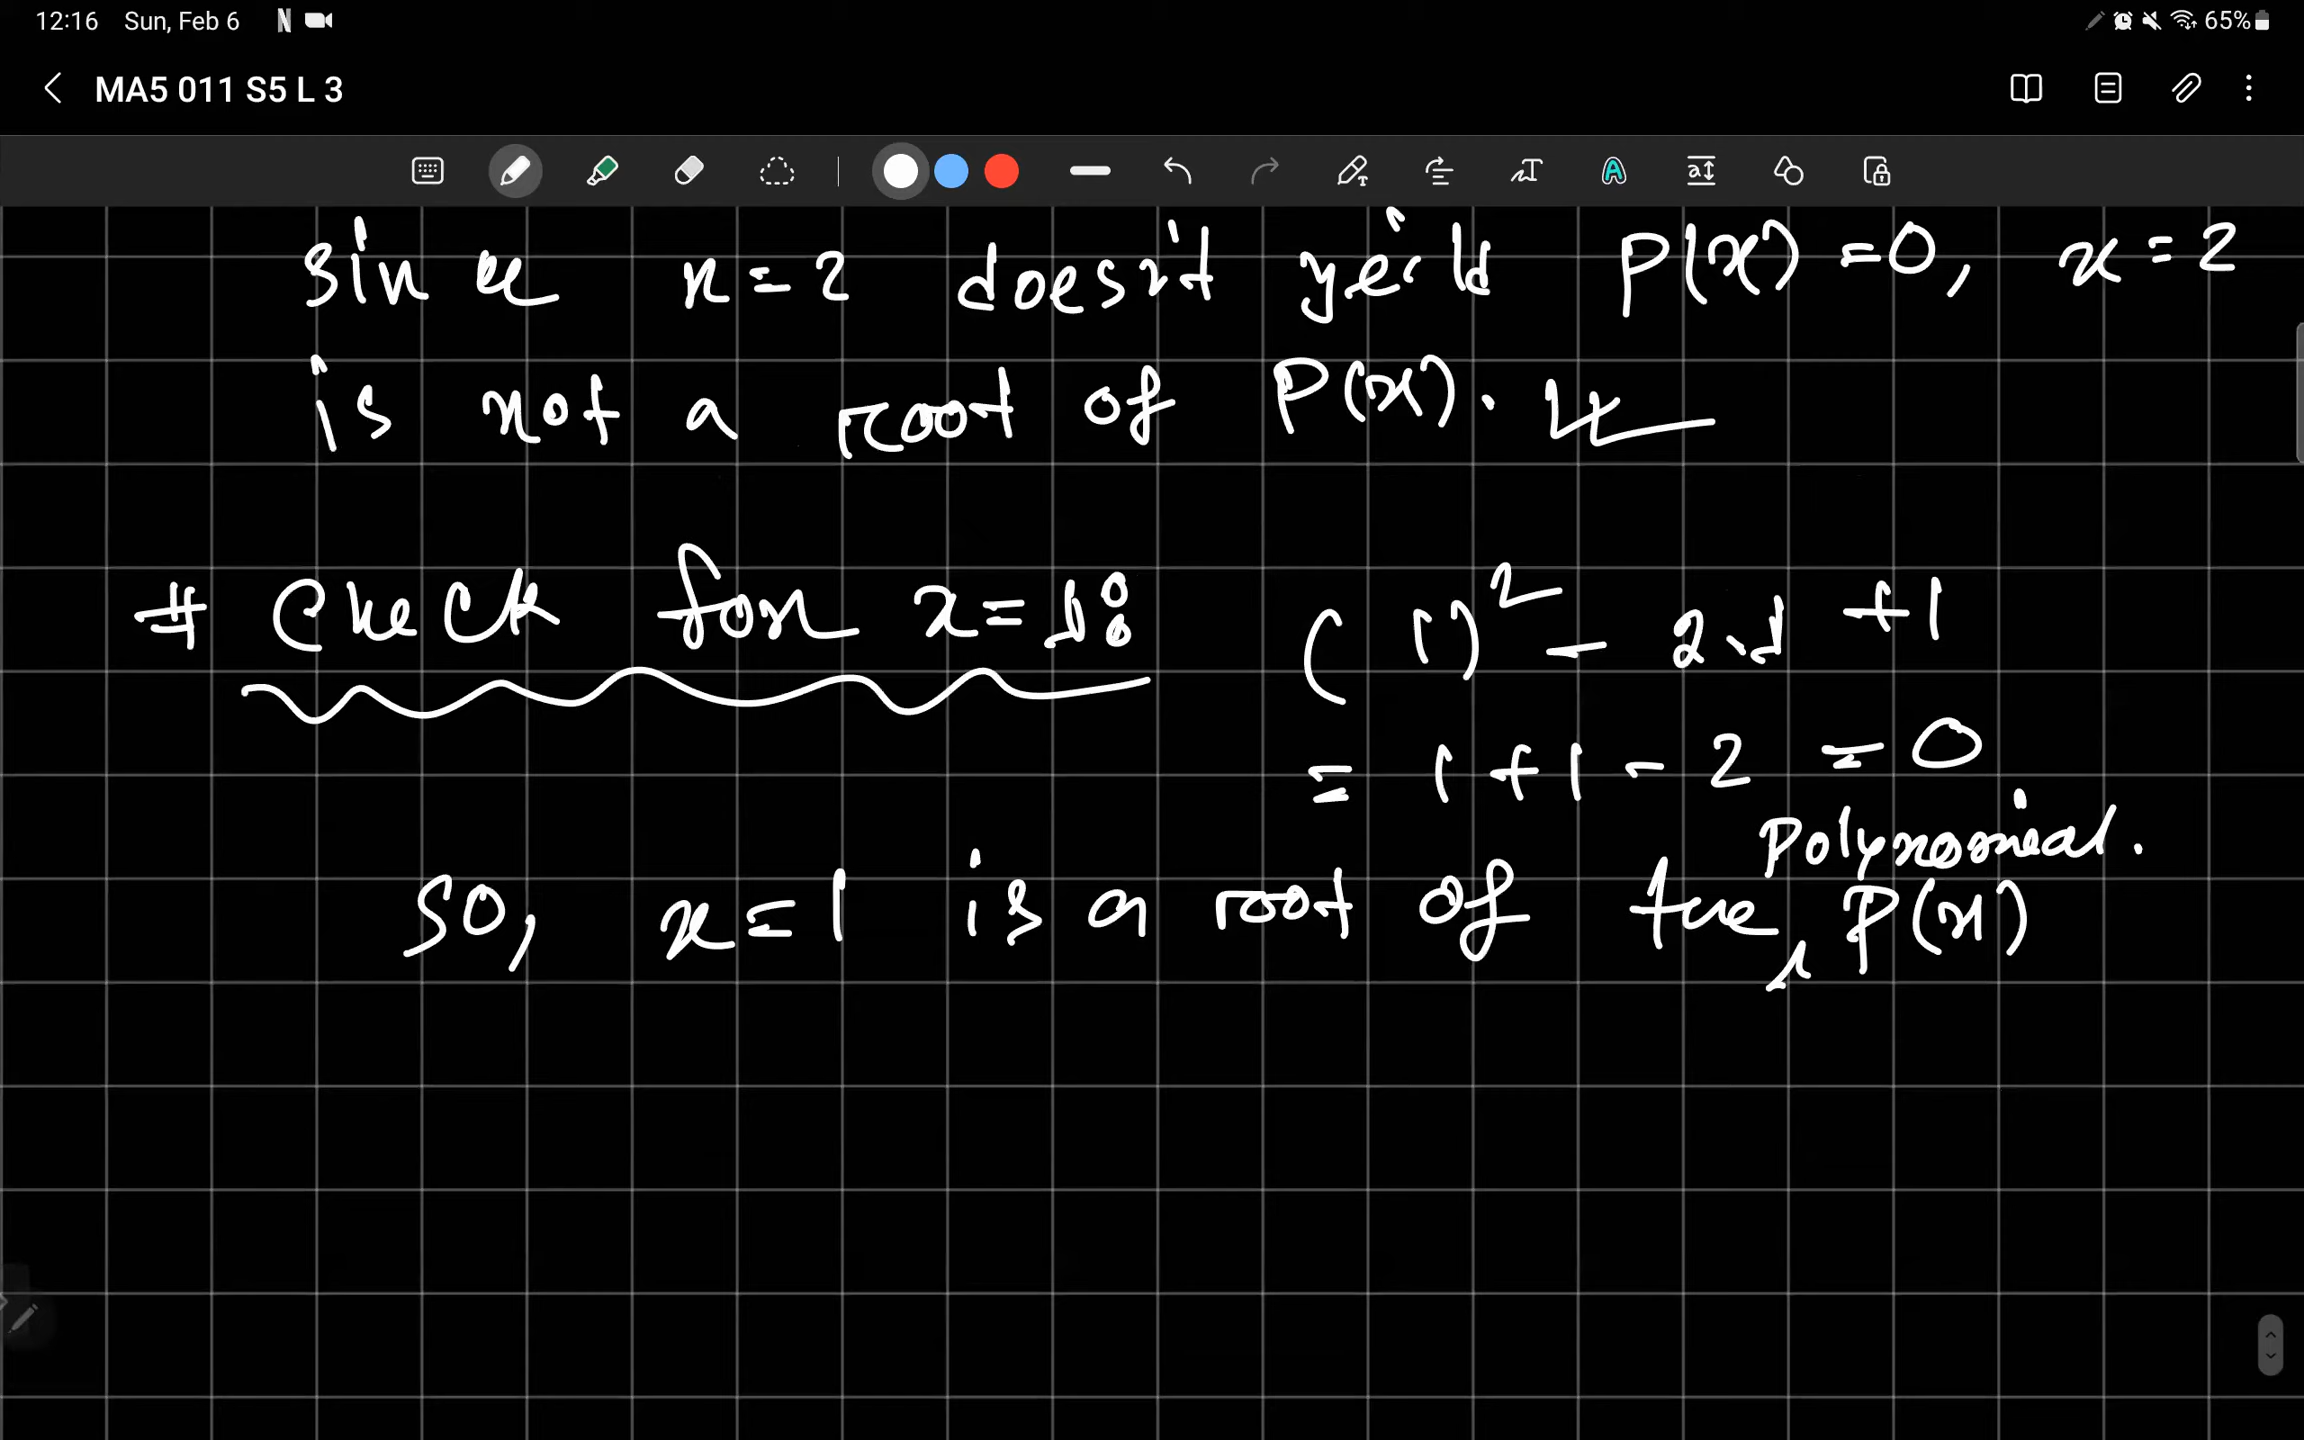 12:16 Sun, Feb 6 N 65%
MA5 011 S5 L 3
Since x=2 doesn't yeild P(x) =0, x=2
is not a root of P(x).
# Check for x=1: (1)² - 2.1 +1
= 1+1-2 =0
So, x=1 is a root of the P(x)
polynomial.